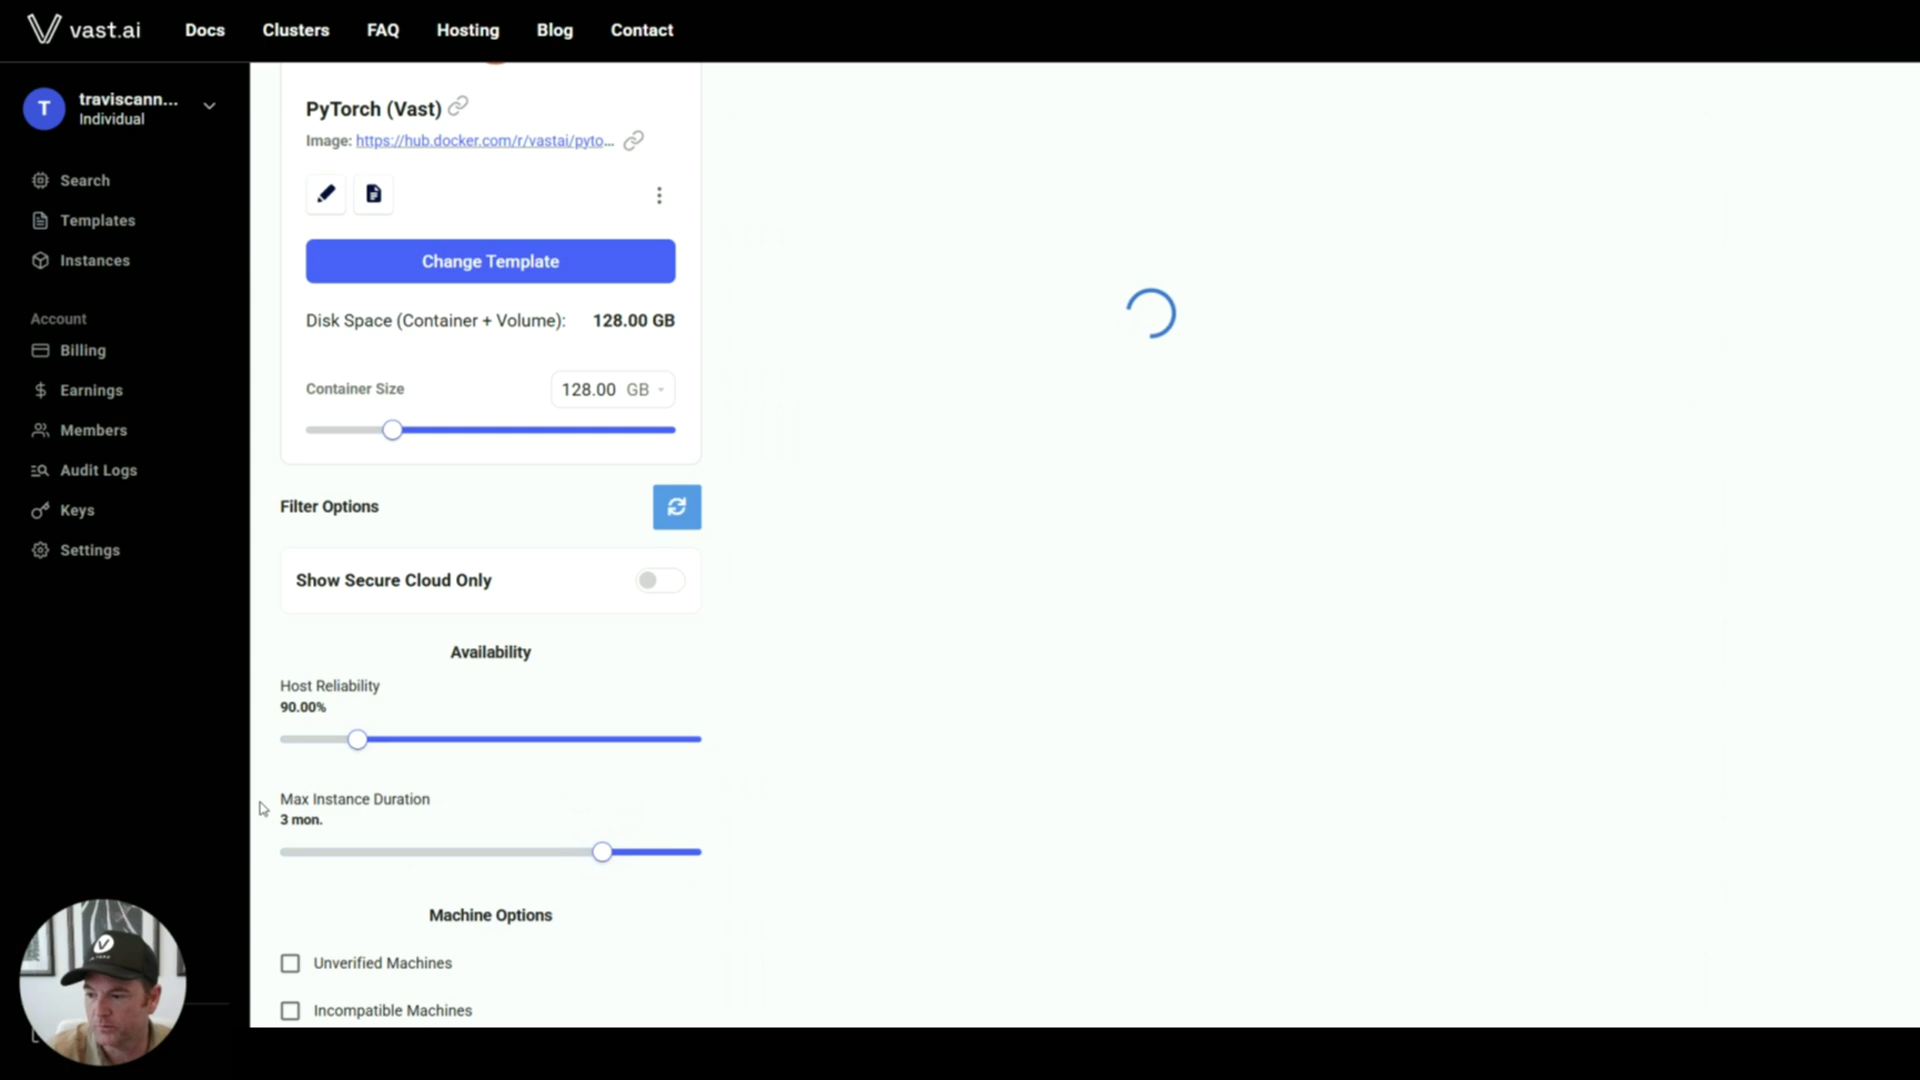 vast.ai
Docs
Clusters
FAQ
Hosting
Blog
Contact
T
traviscann...
Individual
Search
Templates
Instances
Account
Billing
Earnings
Members
Audit Logs
Keys
Settings
PyTorch (Vast)
Image: https://hub.docker.com/r/vastai/pyto...
Change Template
Disk Space (Container + Volume): 128.00 GB
Container Size 128.00 GB
Filter Options
Show Secure Cloud Only
Availability
Host Reliability
90.00%
Max Instance Duration
3 mon.
Machine Options
Unverified Machines
Incompatible Machines